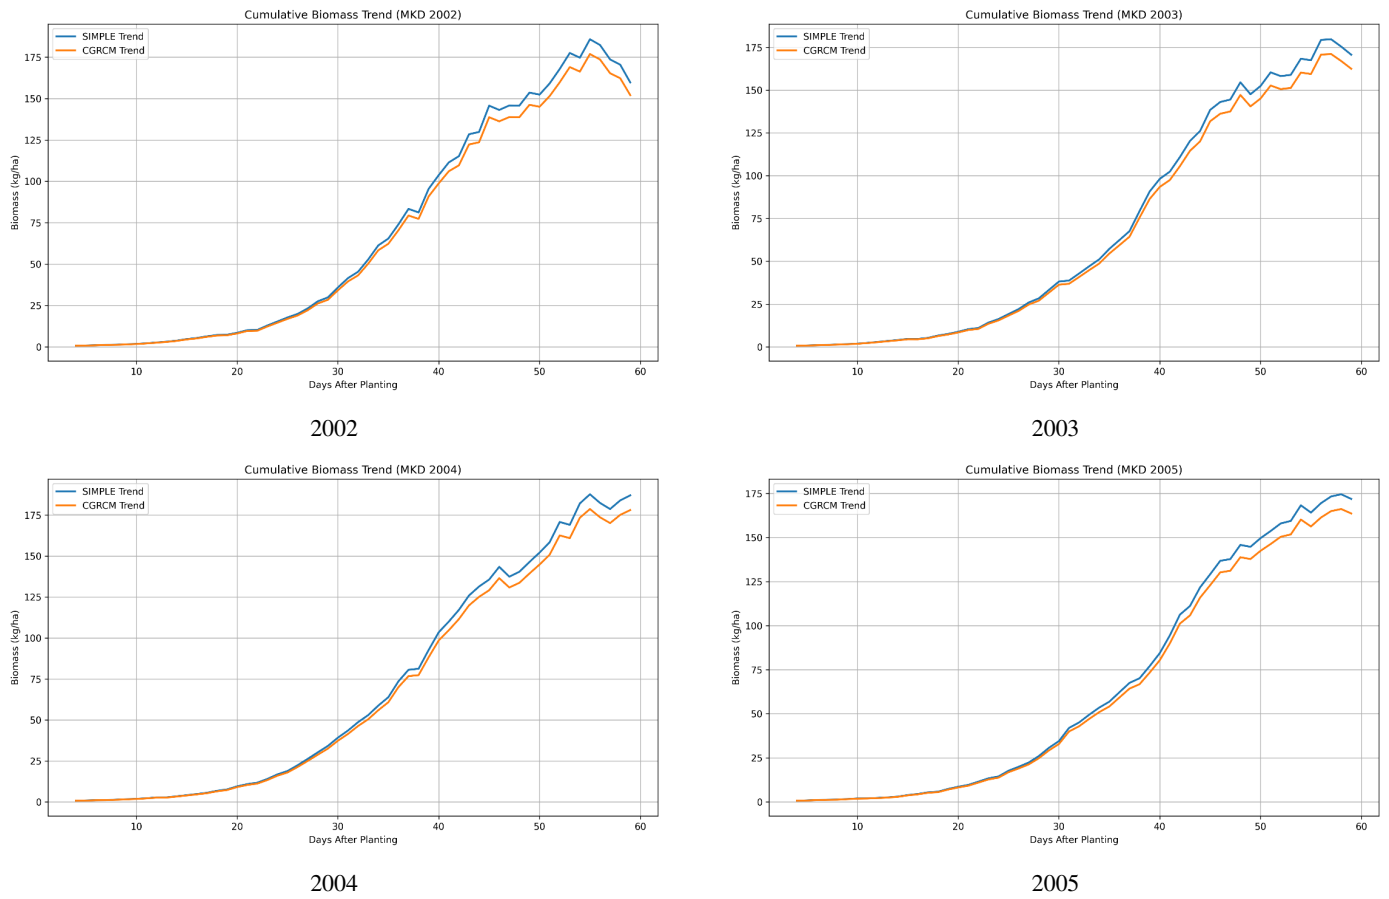 Cumulative Biomass Trend (MKD 2002)
SIMPLE Trend
CGRCM Trend
Biomass (kg/ha)
175
150
125
100
75
50
25
0
10 20 30 40 50 60
Days After Planting
2002
Cumulative Biomass Trend (MKD 2003)
SIMPLE Trend
CGRCM Trend
Biomass (kg/ha)
175
150
125
100
75
50
25
0
10 20 30 40 50 60
Days After Planting
2003
Cumulative Biomass Trend (MKD 2004)
SIMPLE Trend
CGRCM Trend
Biomass (kg/ha)
175
150
125
100
75
50
25
0
10 20 30 40 50 60
Days After Planting
2004
Cumulative Biomass Trend (MKD 2005)
SIMPLE Trend
CGRCM Trend
Biomass (kg/ha)
175
150
125
100
75
50
25
0
10 20 30 40 50 60
Days After Planting
2005